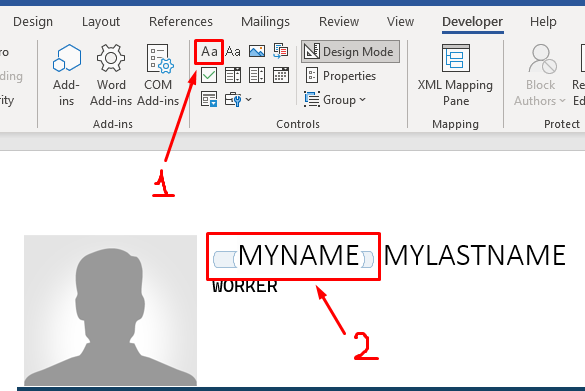 Design Layout References Mailings Review View Developer Help
ro
ding
rity
Add-
ins
Word
Add-ins
COM
Add-ins
Add-ins
Aa Aa
Design Mode
Properties
Group
Controls
XML Mapping
Pane
Mapping
Block
Authors
Re
Ed
Protect
1
MYNAME MYLASTNAME
WORKER
2